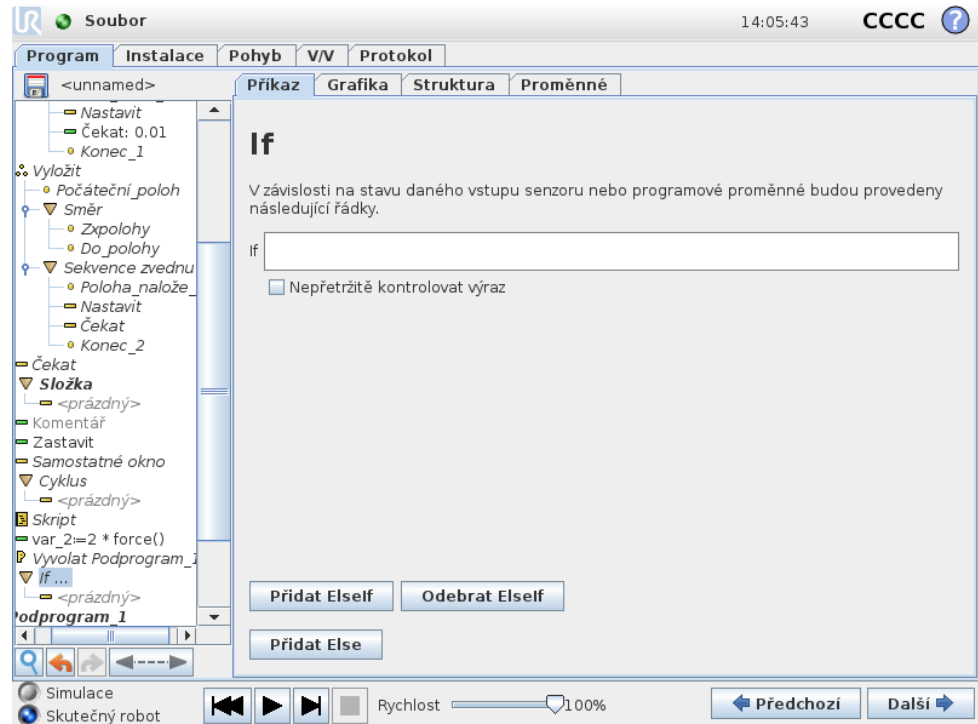 UR Soubor 14:05:43 CCCC ?
Program Instalace Pohyb V/V Protokol
<unnamed> Příkaz Grafika Struktura Proměnné
Nastavit
Čekat: 0.01
Konec_1
Vyložit
Počáteční_poloh
Směr
Zxpolohy
Do_polohy
Sekvence zvednu
Poloha_nalože_
Nastavit
Čekat
Konec_2
Čekat
Složka
<prázdný>
Komentář
Zastavit
Samostatné okno
Cyklus
<prázdný>
Skript
var_2:=2 * force()
Vyvolat Podprogram_1
If ...
<prázdný>
Podprogram_1
If
V závislosti na stavu daného vstupu senzoru nebo programové proměnné budou provedeny
následující řádky.
If
Nepřetržitě kontrolovat výraz
Přidat ElseIf Odebrat ElseIf
Přidat Else
Simulace
Skutečný robot
Rychlost 100%
Předchozí Další